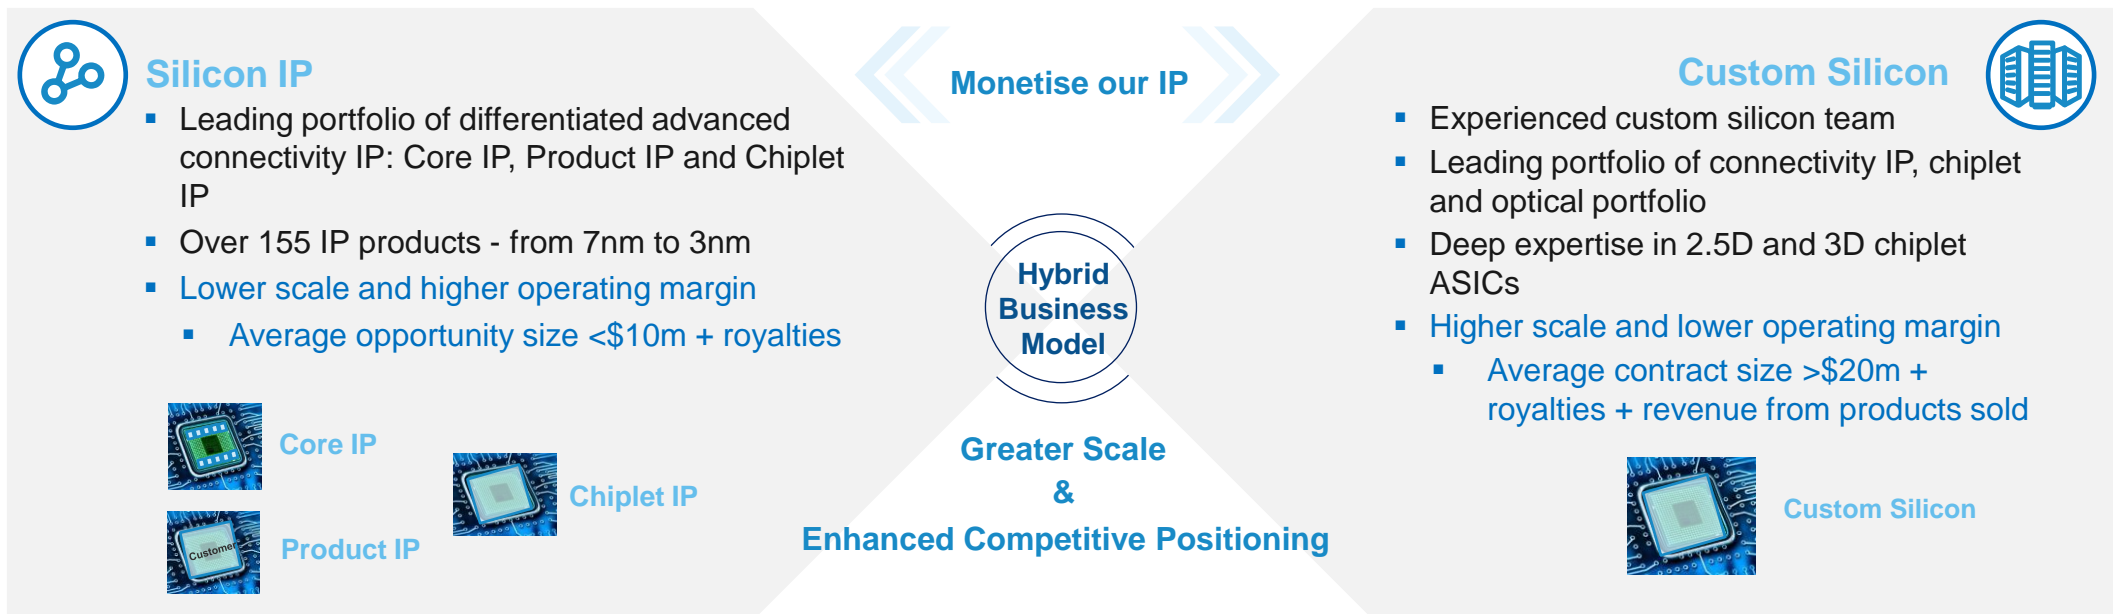 Silicon IP
Leading portfolio of differentiated advanced
connectivity IP: Core IP, Product IP and Chiplet
IP
Over 155 IP products - from 7nm to 3nm
Lower scale and higher operating margin
Average opportunity size <$10m + royalties
Core IP
Chiplet IP
Customer
Product IP
Monetise our IP
Hybrid
Business
Model
Greater Scale
&
Enhanced Competitive Positioning
Custom Silicon
Experienced custom silicon team
Leading portfolio of connectivity IP, chiplet
and optical portfolio
Deep expertise in 2.5D and 3D chiplet
ASICs
Higher scale and lower operating margin
Average contract size >$20m +
royalties + revenue from products sold
Custom Silicon